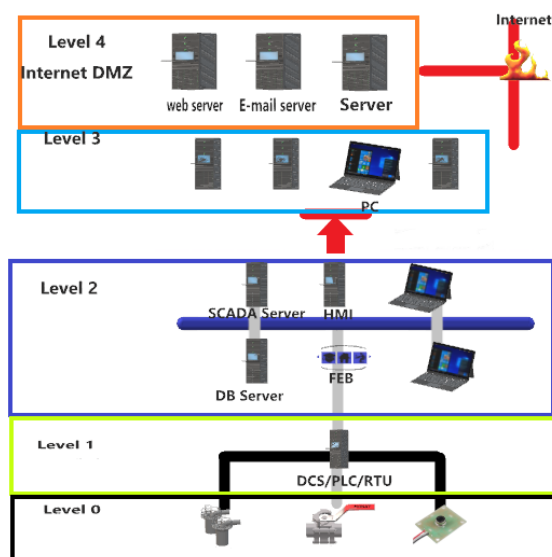 Internet
Level 4
Internet DMZ
web server
E-mail server
Server
Level 3
PC
Level 2
SCADA Server
HMI
DB Server
FEB
Level 1
DCS/PLC/RTU
Level 0